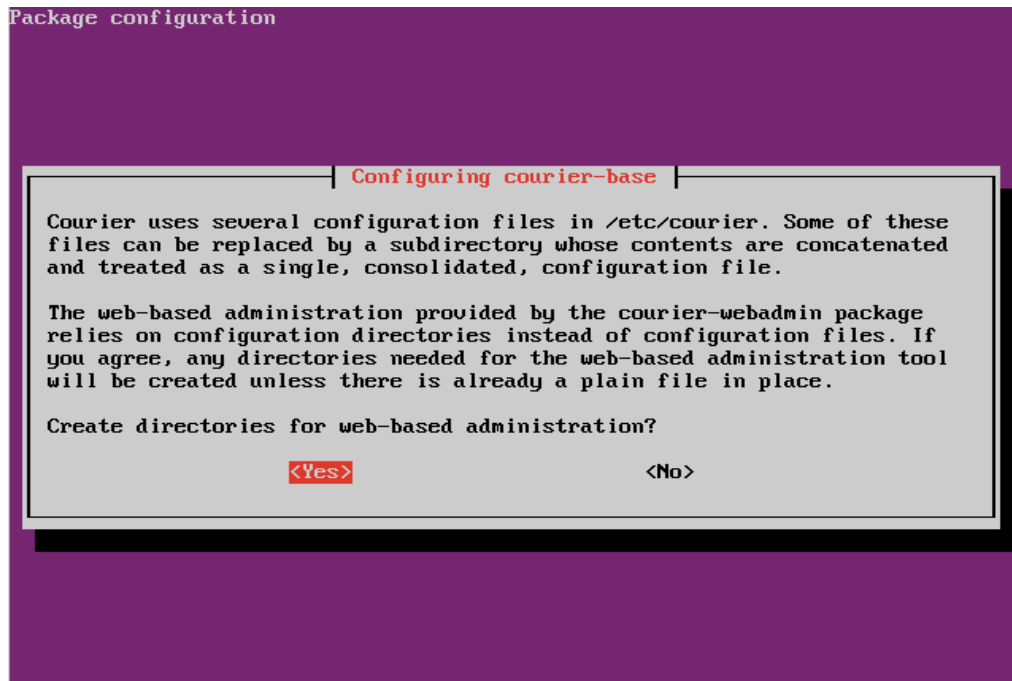 Package configuration
Configuring courier-base
Courier uses several configuration files in /etc/courier. Some of these
files can be replaced by a subdirectory whose contents are concatenated
and treated as a single, consolidated, configuration file.
The web-based administration provided by the courier-webadmin package
relies on configuration directories instead of configuration files. If
you agree, any directories needed for the web-based administration tool
will be created unless there is already a plain file in place.
Create directories for web-based administration?
<Yes> <No>